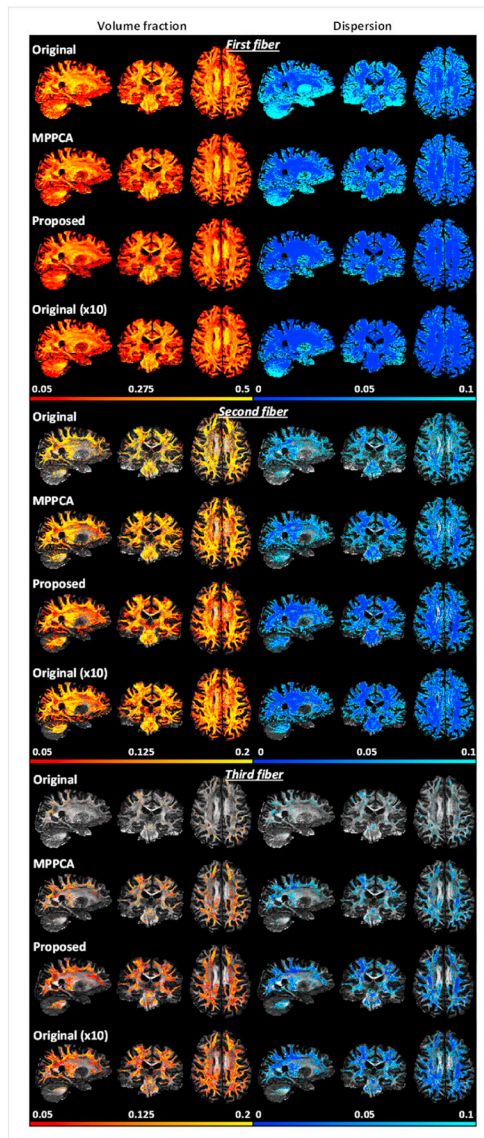 Volume fraction Dispersion
First fiber
Original
MPPCA
Proposed
Original (x10)
0.05 0.275 0.5 0 0.05 0.1
Second fiber
Original
MPPCA
Proposed
Original (x10)
0.05 0.125 0.2 0 0.05 0.1
Third fiber
Original
MPPCA
Proposed
Original (x10)
0.05 0.125 0.2 0 0.05 0.1